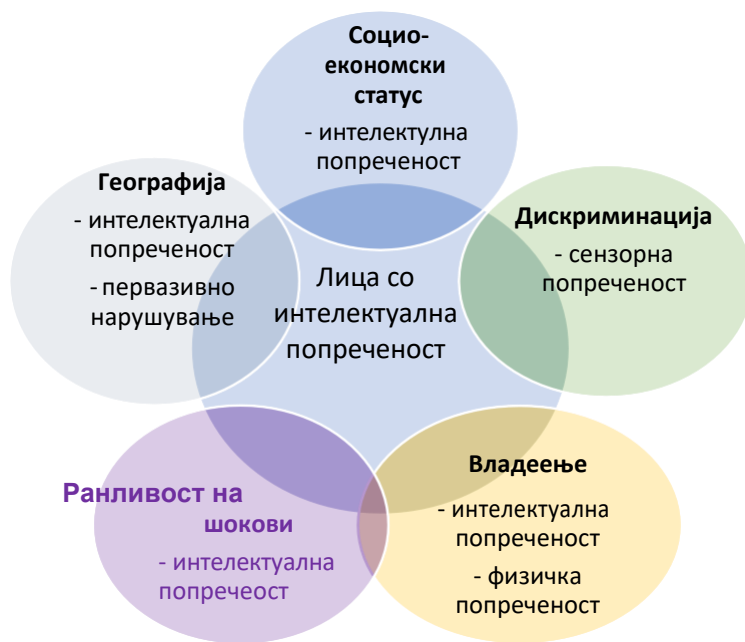 Социо-
економски
статус
- интелектулна
попреченост
Географија
- интелектуална
попреченост
- первазивно
нарушување
Дискриминација
- сензорна
попреченост
Лица со
интелектуална
попреченост
Ранливост на
шокови
- интелектуална
попречеост
Владеење
- интелектуална
попреченост
- физичка
попреченост